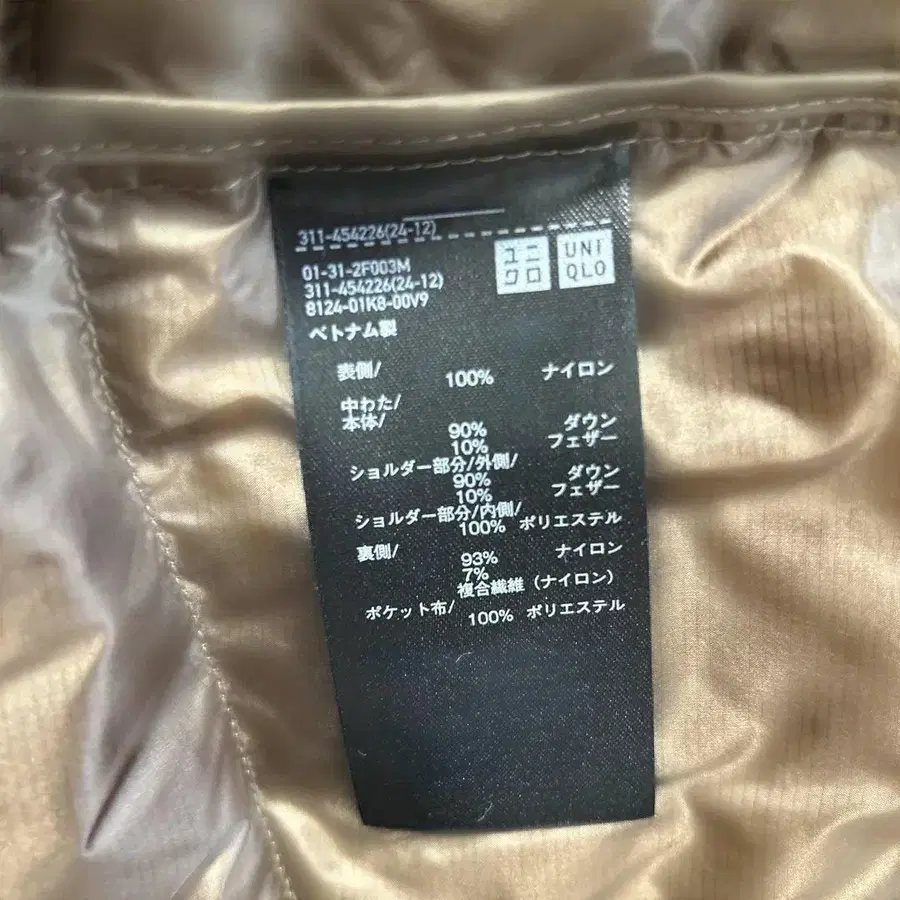 311-454226(24-12)
ユニ
クロ
UNI
QLO
01-31-2F003M
311-454226(24-12)
8124-01K8-00V9
ベトナム製
表側/ 100% ナイロン
中わた/
本体/ 90% ダウン
10% フェザー
ショルダー部分/外側/
90% ダウン
10% フェザー
ショルダー部分/内側/
100% ポリエステル
裏側/ 93% ナイロン
7%
複合繊維(ナイロン)
ポケット布/ 100% ポリエステル